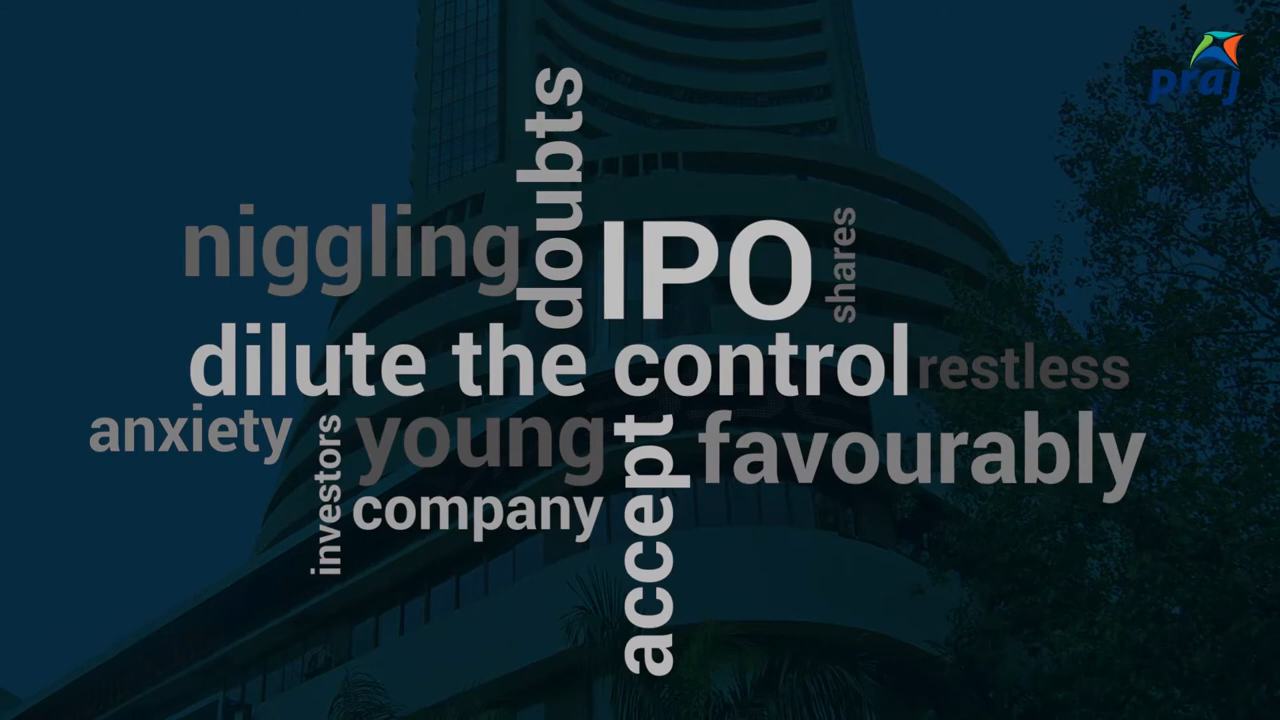 praj
doubts
niggling
IPO
shares
dilute the control
restless
anxiety
investors
young
accept
favourably
company